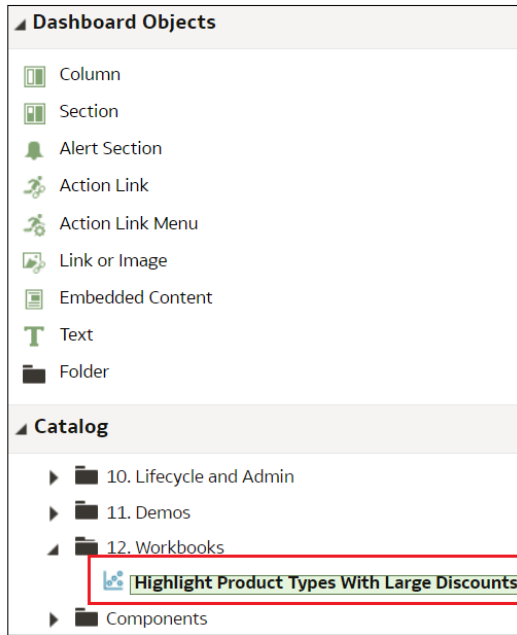 Dashboard Objects
Column
Section
Alert Section
Action Link
Action Link Menu
Link or Image
Embedded Content
Text
Folder
Catalog
10. Lifecycle and Admin
11. Demos
12. Workbooks
Highlight Product Types With Large Discounts
Components